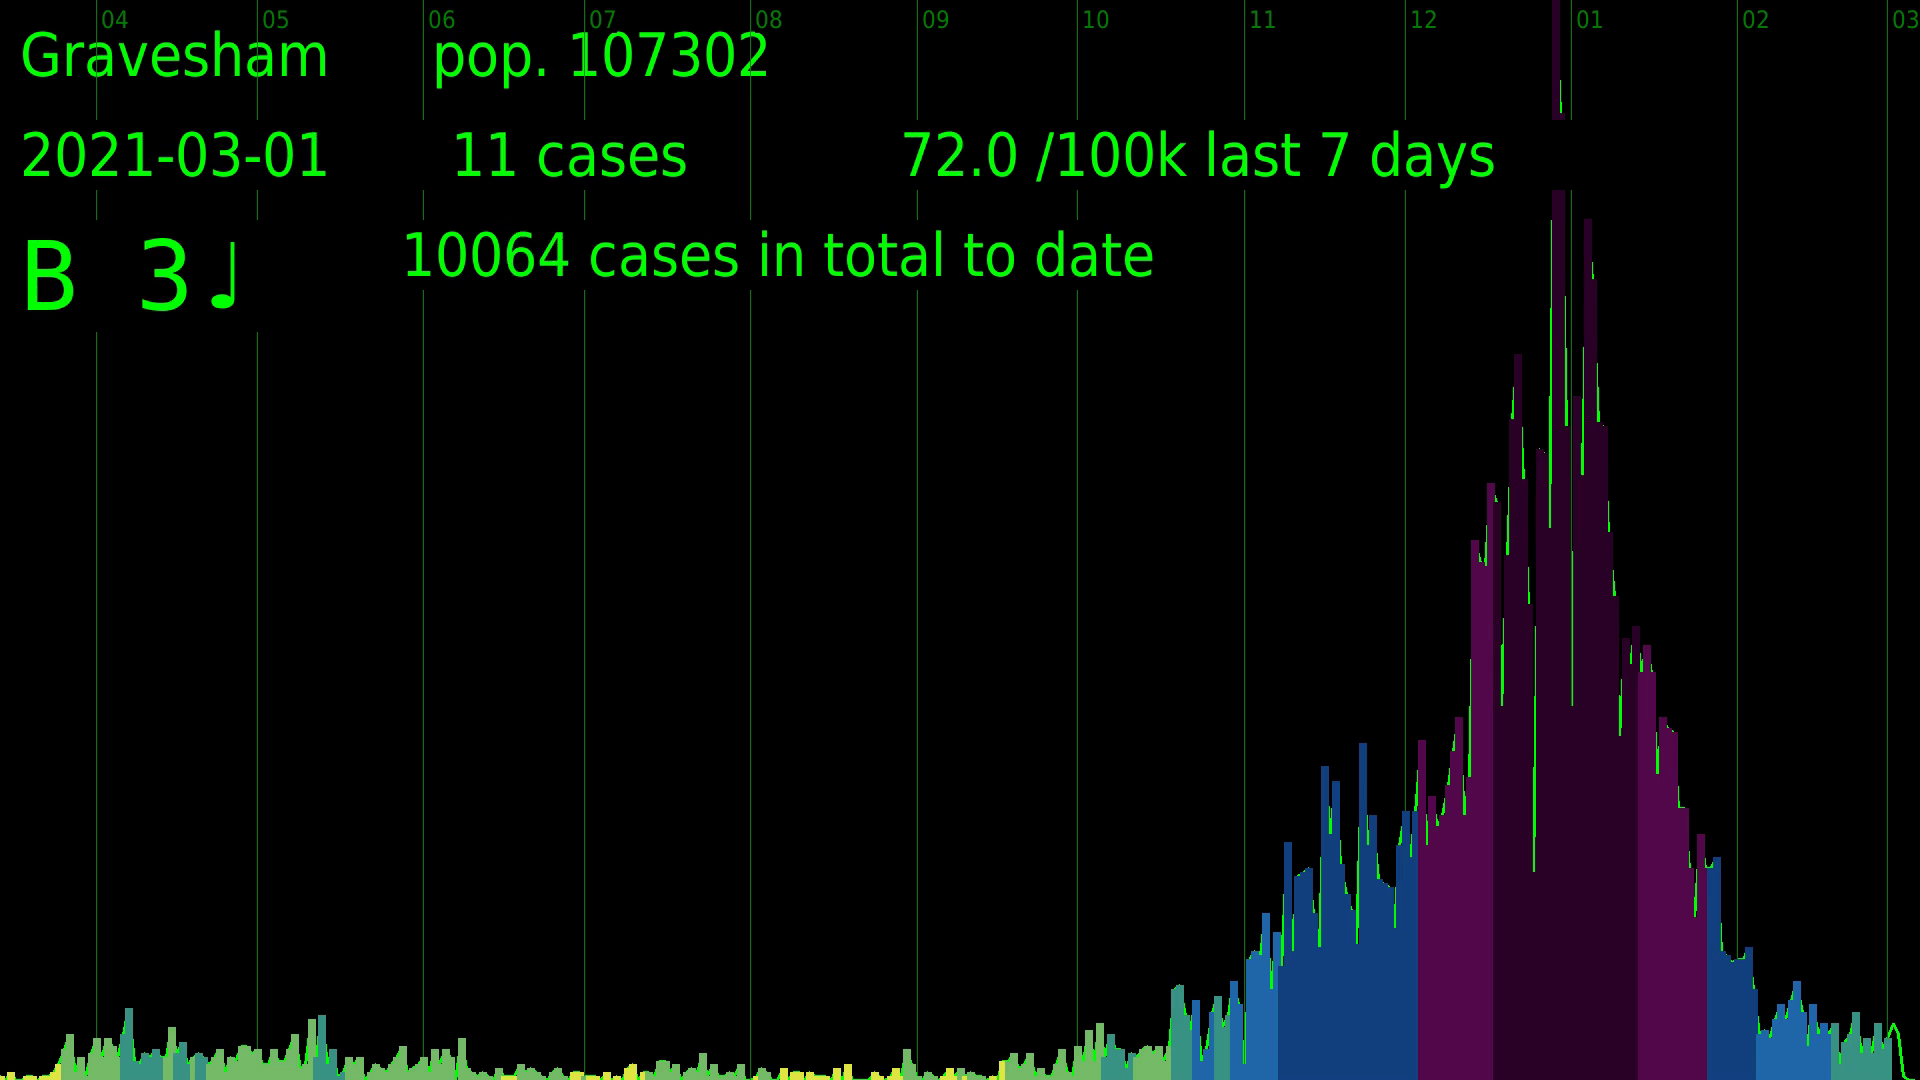 04 05 06 07 08 09 10 11 12 01 02 03
Gravesham pop. 107302
2021-03-01 11 cases 72.0 /100k last 7 days
B 3♩ 10064 cases in total to date